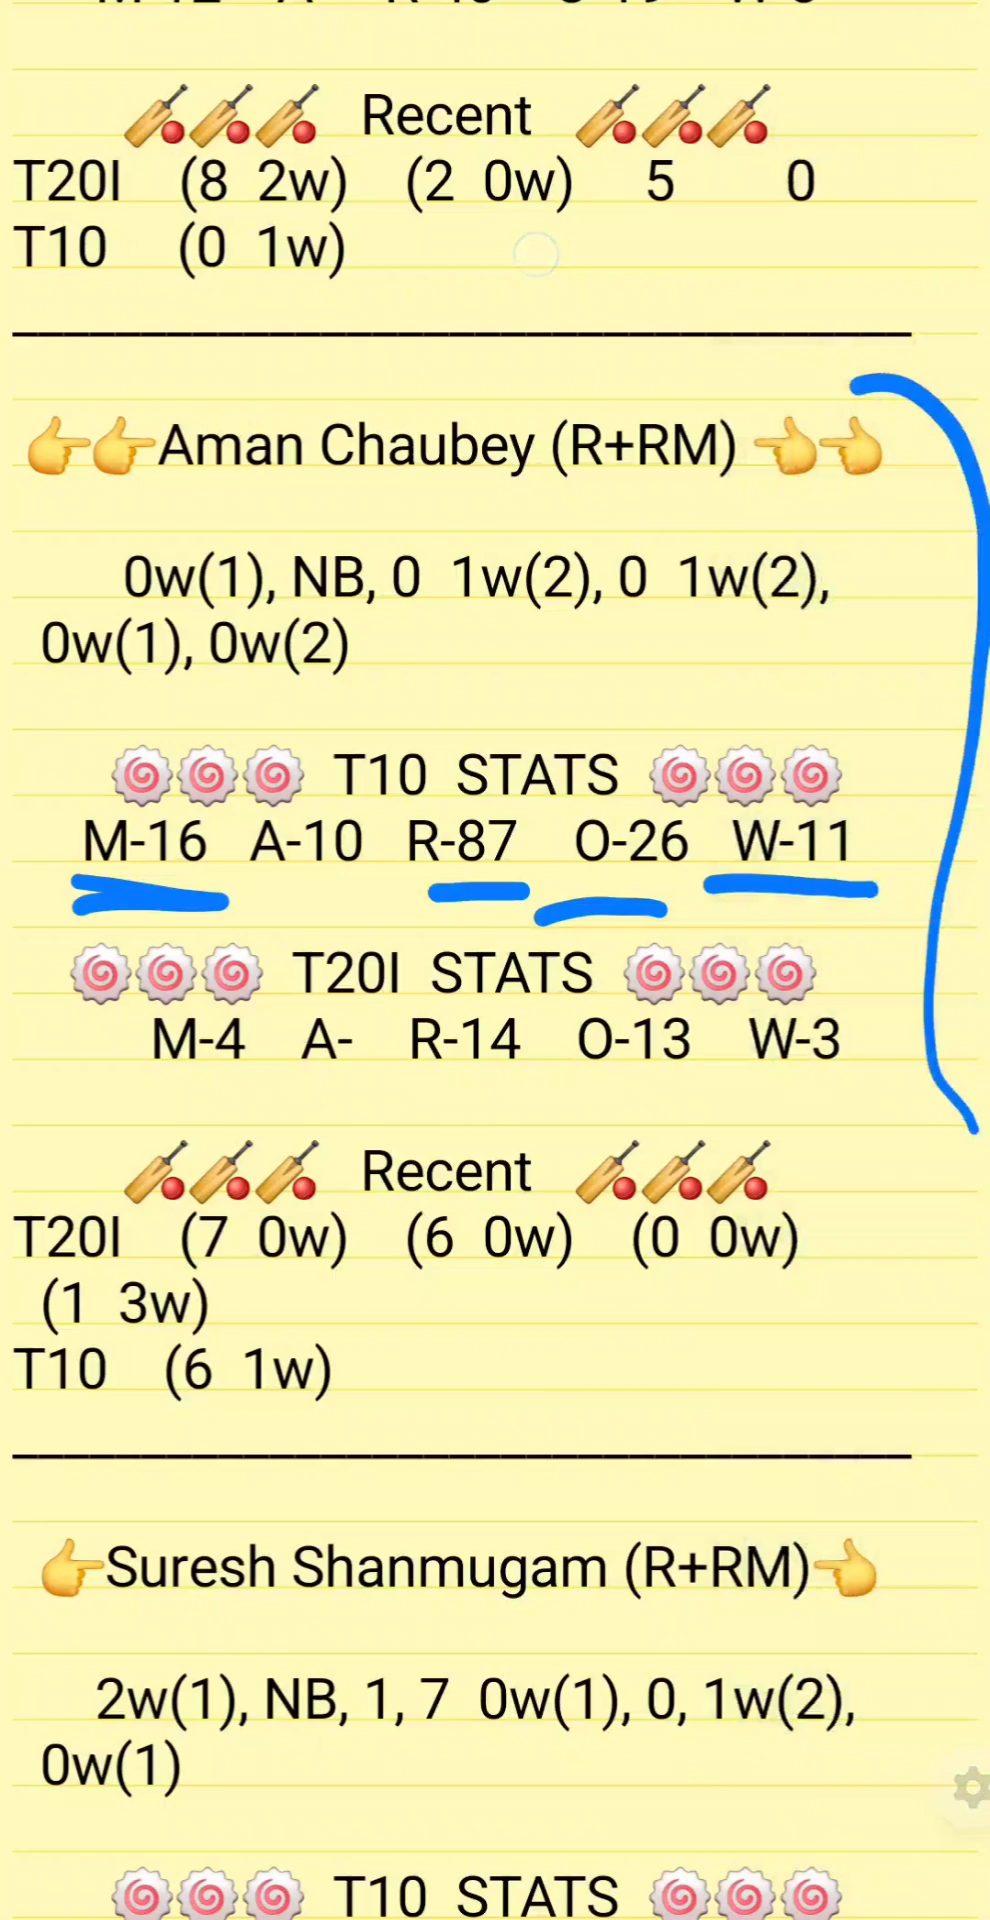 🏏🏏🏏 Recent 🏏🏏🏏
T20I (8 2w) (2 0w) 5 0
T10 (0 1w)
👉👉Aman Chaubey (R+RM) 👈👈
0w(1), NB, 0 1w(2), 0 1w(2),
0w(1), 0w(2)
🍥🍥🍥 T10 STATS 🍥🍥🍥
M-16 A-10 R-87 O-26 W-11
🍥🍥🍥 T20I STATS 🍥🍥🍥
M-4 A- R-14 O-13 W-3
🏏🏏🏏 Recent 🏏🏏🏏
T20I (7 0w) (6 0w) (0 0w)
(1 3w)
T10 (6 1w)
👉Suresh Shanmugam (R+RM)👈
2w(1), NB, 1, 7 0w(1), 0, 1w(2),
0w(1)
🍥🍥🍥 T10 STATS 🍥🍥🍥